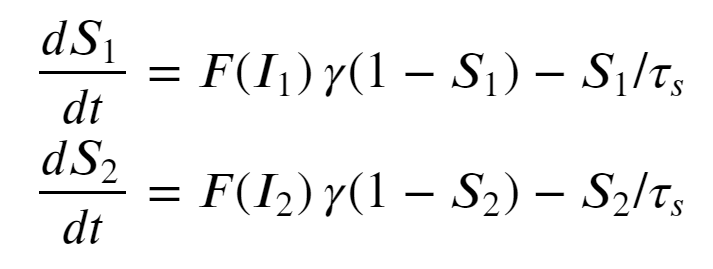 dS₁/dt = F(I₁) γ(1 − S₁) − S₁/τₛ
dS₂/dt = F(I₂) γ(1 − S₂) − S₂/τₛ